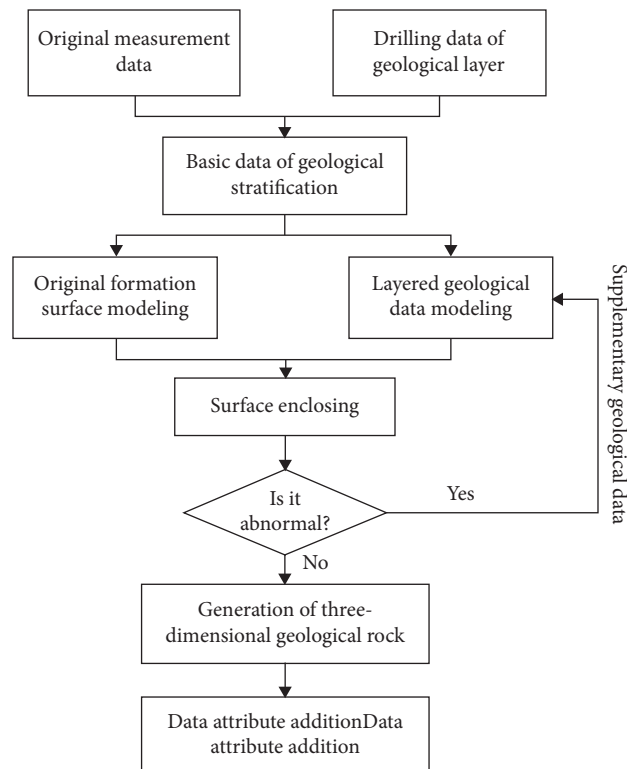 Original measurement
data
Drilling data of
geological layer
Basic data of geological
stratification
Original formation
surface modeling
Layered geological
data modeling
Supplementary geological data
Surface enclosing
Is it
abnormal?
Yes
No
Generation of three-
dimensional geological rock
Data attribute additionData
attribute addition